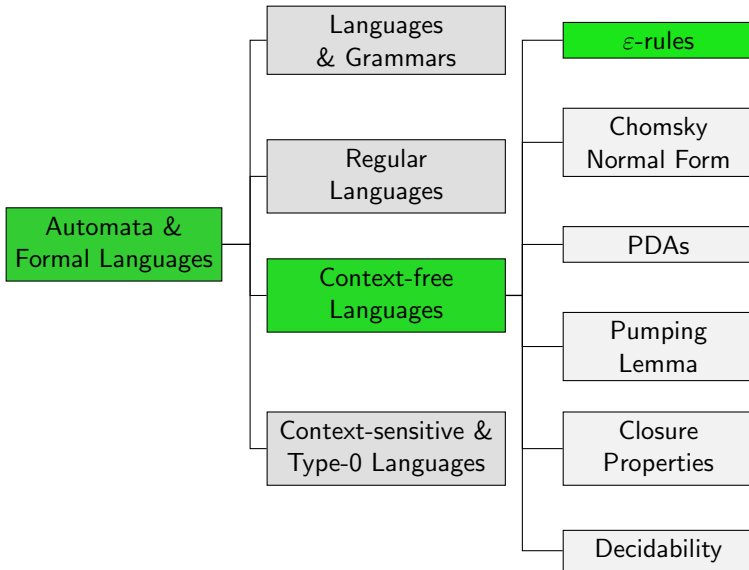 Automata &
Formal Languages
Languages
& Grammars
Regular
Languages
Context-free
Languages
Context-sensitive &
Type-0 Languages
ε-rules
Chomsky
Normal Form
PDAs
Pumping
Lemma
Closure
Properties
Decidability